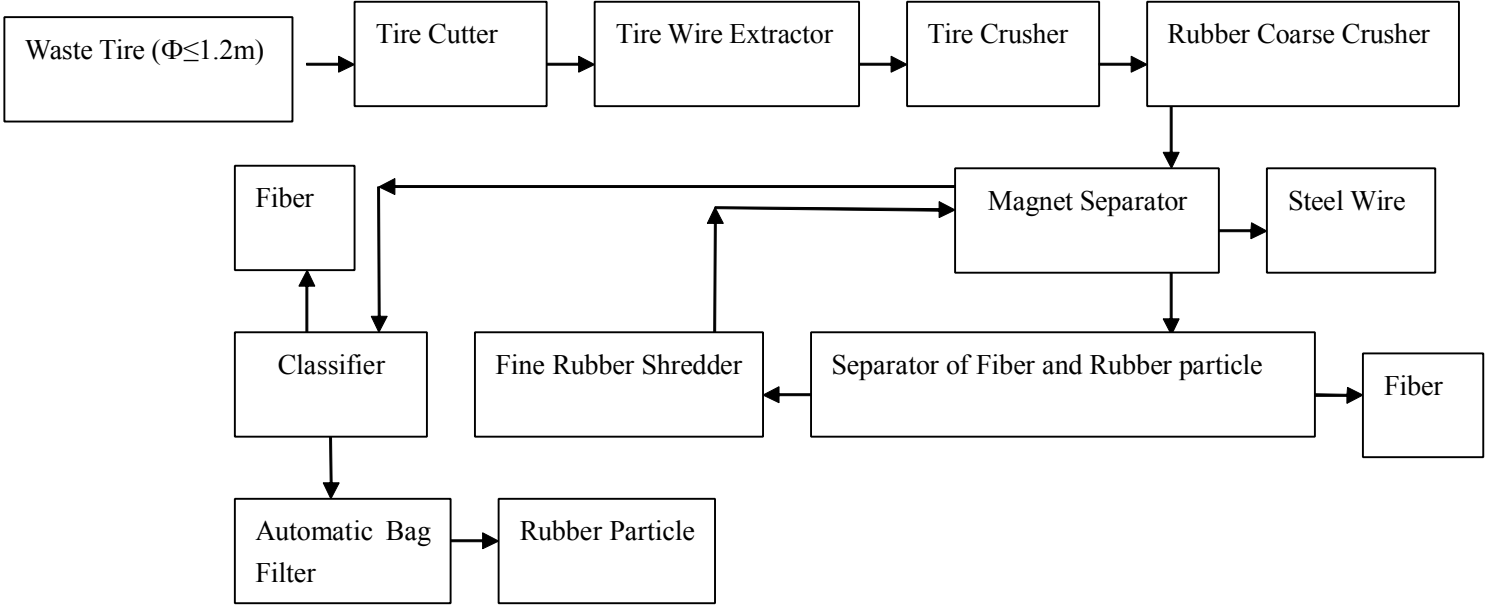 Waste Tire (Φ≤1.2m)
Tire Cutter
Tire Wire Extractor
Tire Crusher
Rubber Coarse Crusher
Fiber
Magnet Separator
Steel Wire
Classifier
Fine Rubber Shredder
Separator of Fiber and Rubber particle
Fiber
Automatic Bag
Filter
Rubber Particle